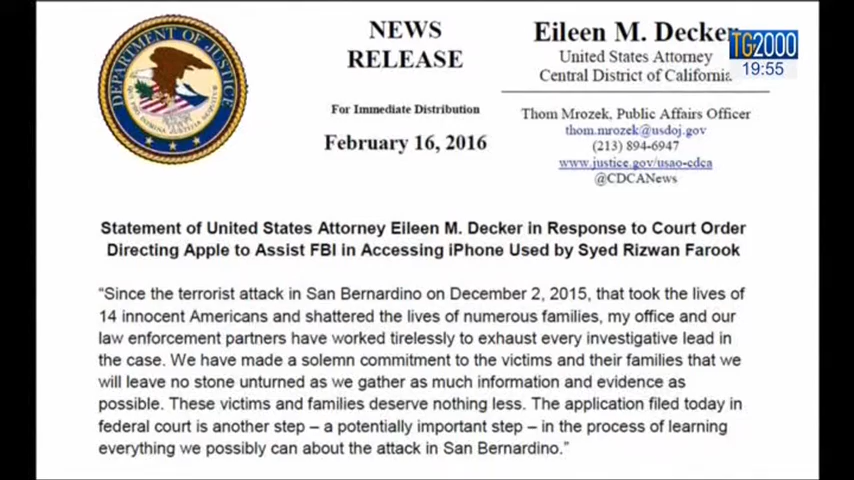 DEPARTMENT OF JUSTICE
QUI PRO DOMINA JUSTITIA SEQUITUR
NEWS
RELEASE
For Immediate Distribution
February 16, 2016
Eileen M. Decker
United States Attorney
Central District of California
Thom Mrozek, Public Affairs Officer
thom.mrozek@usdoj.gov
(213) 894-6947
www.justice.gov/usao-cdca
@CDCANews
TG2000
19:55
Statement of United States Attorney Eileen M. Decker in Response to Court Order
Directing Apple to Assist FBI in Accessing iPhone Used by Syed Rizwan Farook
“Since the terrorist attack in San Bernardino on December 2, 2015, that took the lives of
14 innocent Americans and shattered the lives of numerous families, my office and our
law enforcement partners have worked tirelessly to exhaust every investigative lead in
the case. We have made a solemn commitment to the victims and their families that we
will leave no stone unturned as we gather as much information and evidence as
possible. These victims and families deserve nothing less. The application filed today in
federal court is another step – a potentially important step – in the process of learning
everything we possibly can about the attack in San Bernardino.”